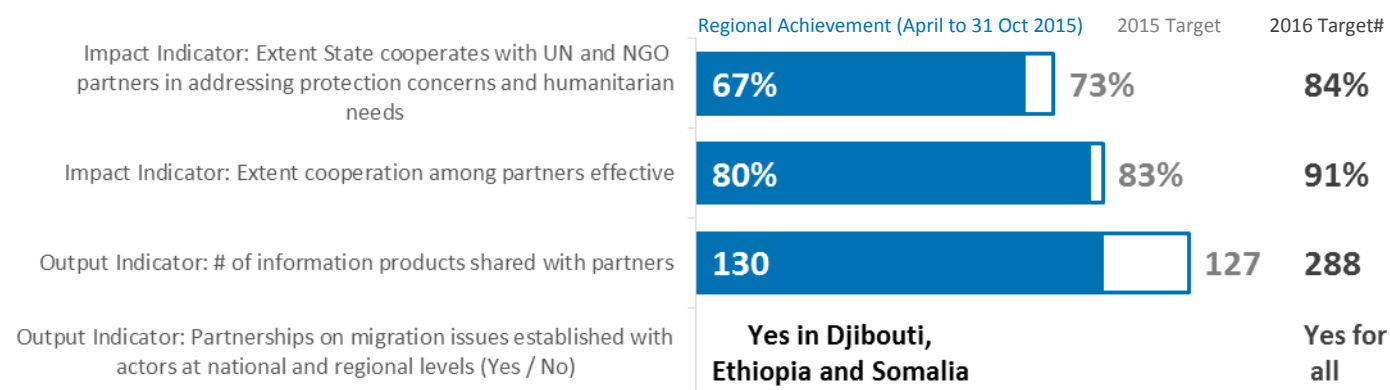 Regional Achievement (April to 31 Oct 2015) 2015 Target 2016 Target#
Impact Indicator: Extent State cooperates with UN and NGO
partners in addressing protection concerns and humanitarian
needs
67% 73% 84%
Impact Indicator: Extent cooperation among partners effective
80% 83% 91%
Output Indicator: # of information products shared with partners
130 127 288
Output Indicator: Partnerships on migration issues established with
actors at national and regional levels (Yes / No)
Yes in Djibouti,
Ethiopia and Somalia
Yes for
all